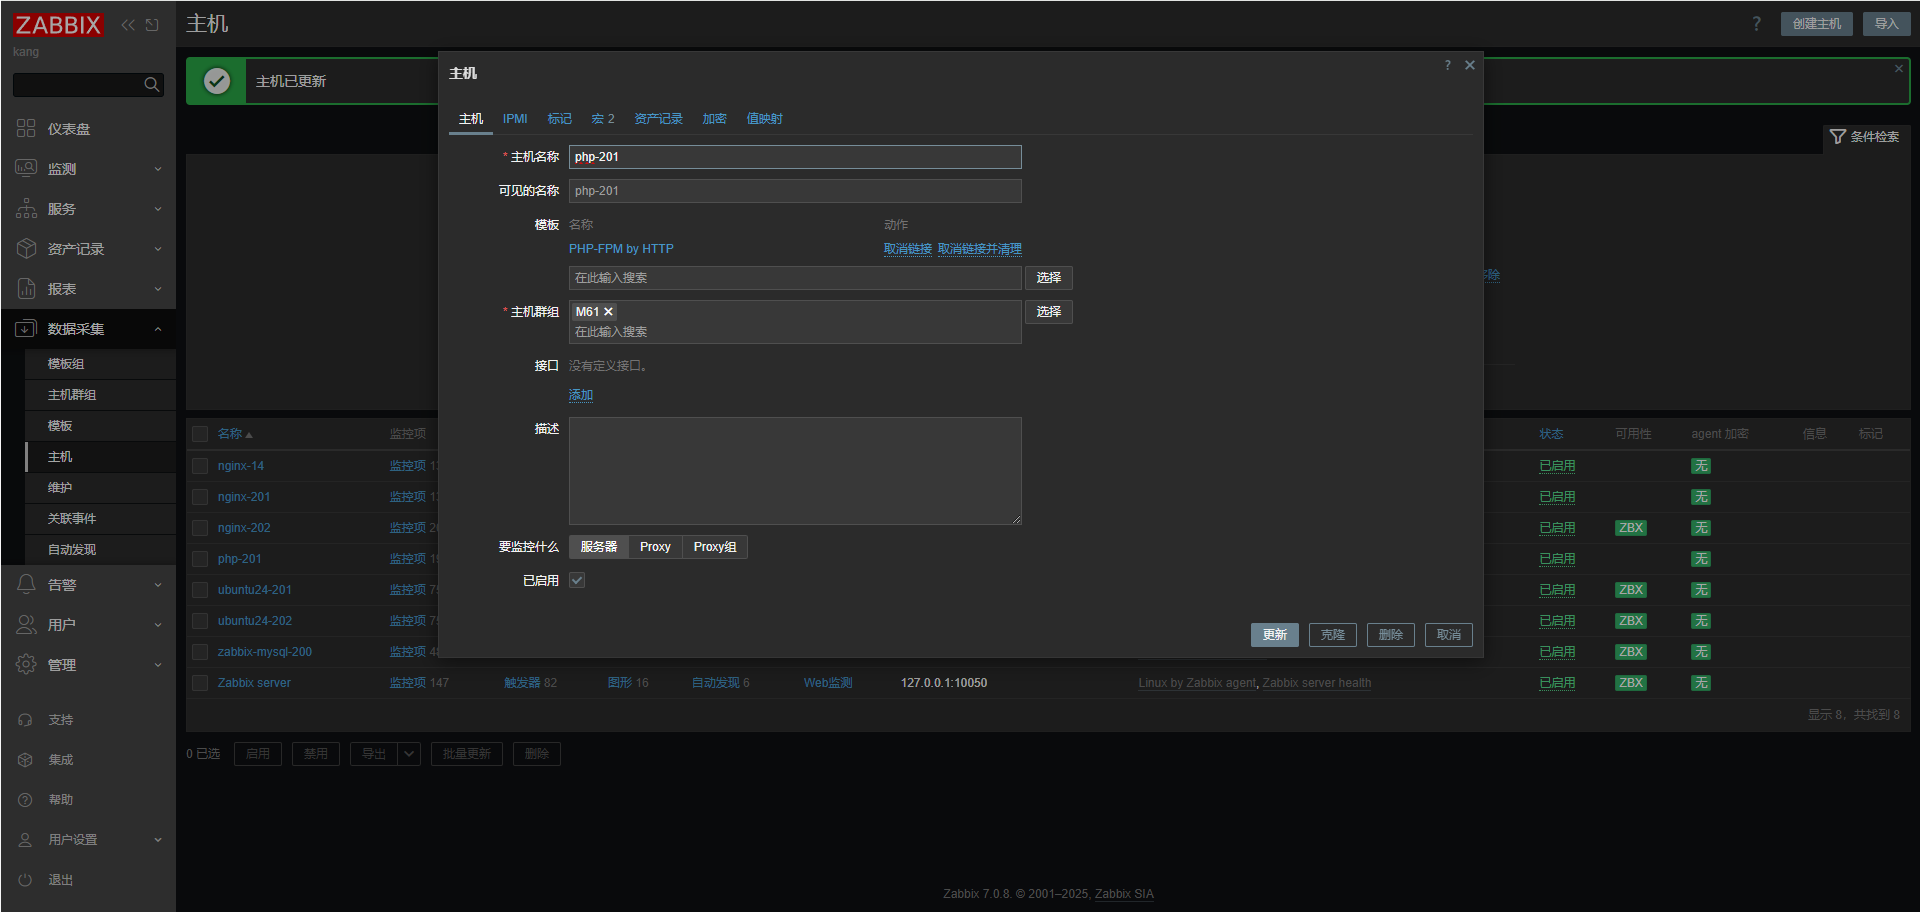 ZABBIX
kang
仪表盘
监测
服务
资产记录
报表
数据采集
模板组
主机群组
模板
主机
维护
关联事件
自动发现
告警
用户
管理
支持
集成
帮助
用户设置
退出
主机
? 创建主机 导入
主机已更新
条件检索
主机
?
主机 IPMI 标记 宏 2 资产记录 加密 值映射
* 主机名称 php-201
可见的名称 php-201
模板 名称 动作
PHP-FPM by HTTP 取消链接 取消链接并清理
在此输入搜索 选择
* 主机群组 M61 选择
在此输入搜索
接口 没有定义接口。
添加
描述
要监控什么 服务器 Proxy Proxy组
已启用
更新 克隆 删除 取消
名称 监控项 状态 可用性 agent 加密 信息 标记
nginx-14 监控项 已启用 无
nginx-201 监控项 已启用 无
nginx-202 监控项 已启用 ZBX 无
php-201 监控项 已启用 无
ubuntu24-201 监控项 已启用 ZBX 无
ubuntu24-202 监控项 已启用 ZBX 无
zabbix-mysql-200 监控项 已启用 ZBX 无
Zabbix server 监控项 147 触发器 82 图形 16 自动发现 6 Web监测 127.0.0.1:10050 Linux by Zabbix agent, Zabbix server health 已启用 ZBX 无
显示 8，共找到 8
0 已选 启用 禁用 导出 批量更新 删除
Zabbix 7.0.8. © 2001–2025, Zabbix SIA